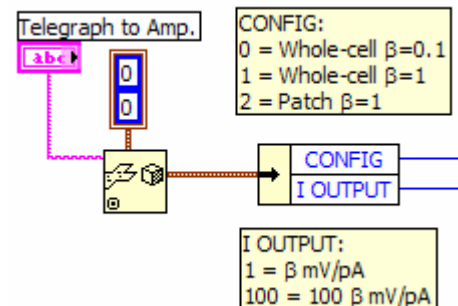 Telegraph to Amp.
abc
0
0
CONFIG:
0 = Whole-cell β=0.1
1 = Whole-cell β=1
2 = Patch β=1
CONFIG
I OUTPUT
I OUTPUT:
1 = β mV/pA
100 = 100 β mV/pA